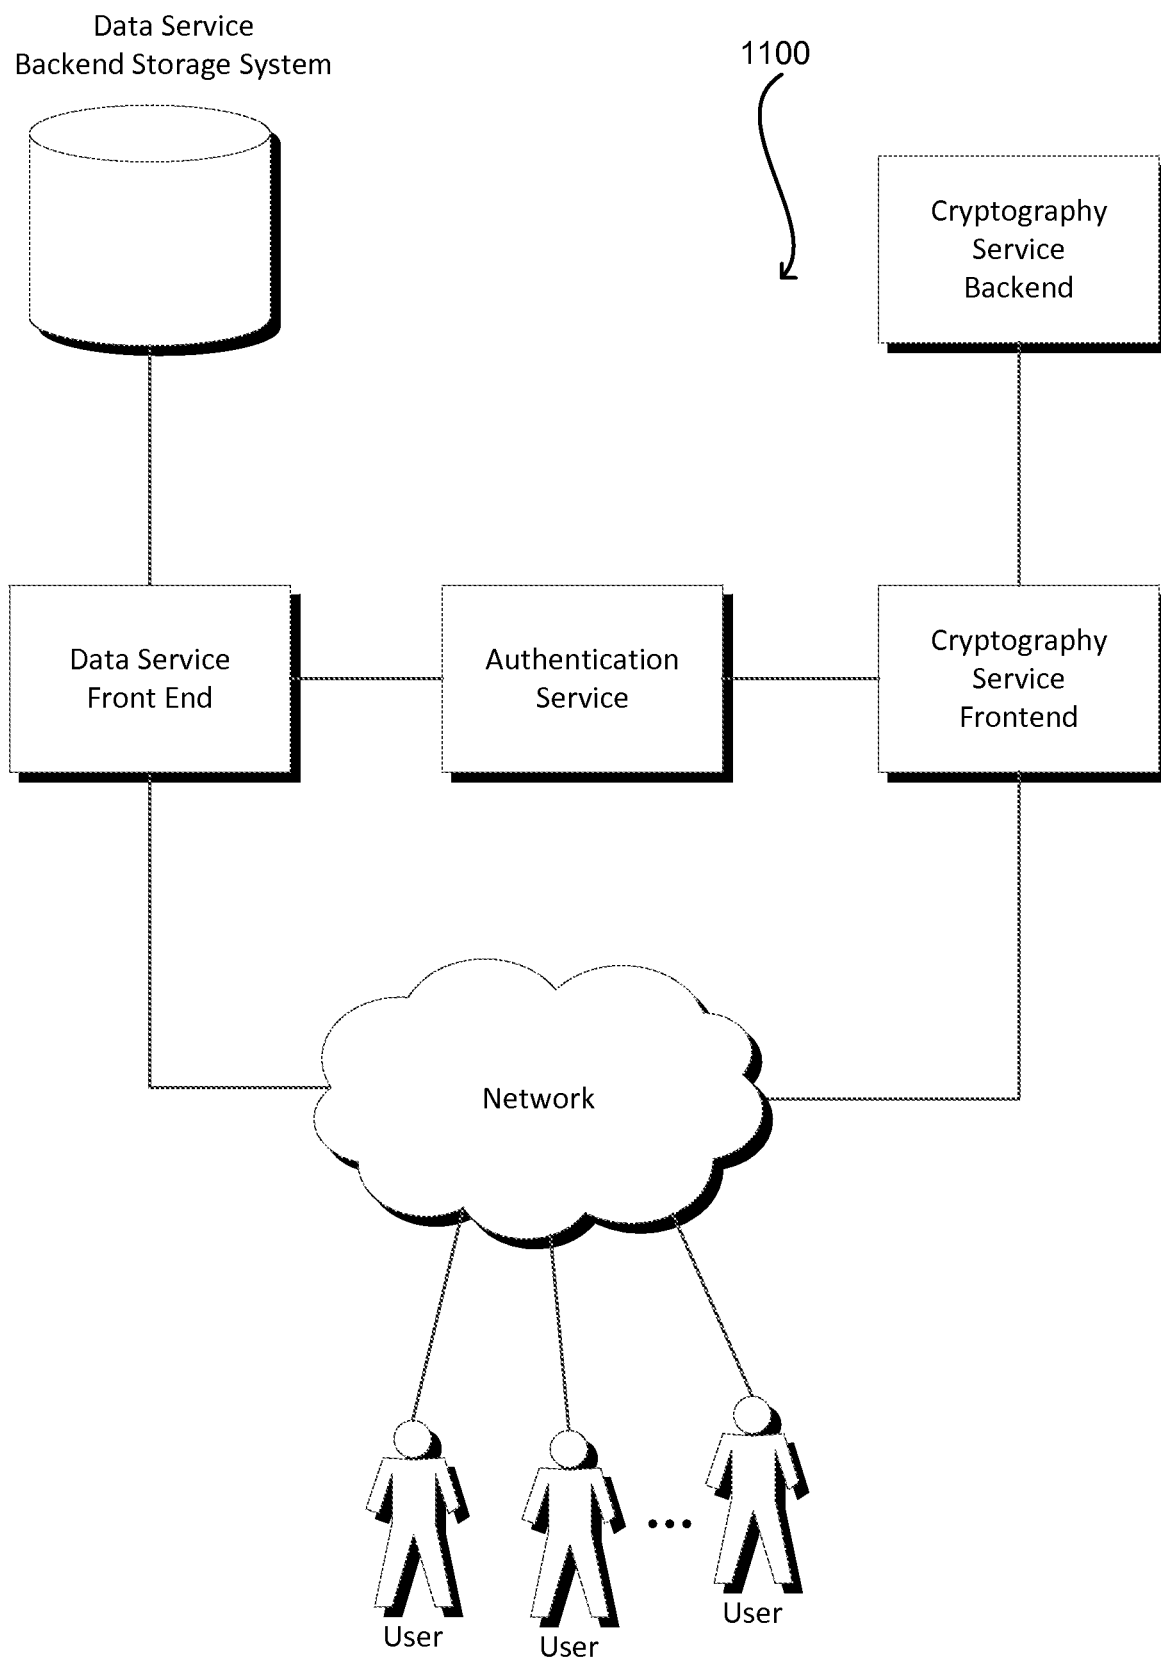 Data Service
Backend Storage System
1100
Cryptography
Service
Backend
Data Service
Front End
Authentication
Service
Cryptography
Service
Frontend
Network
User
User
User